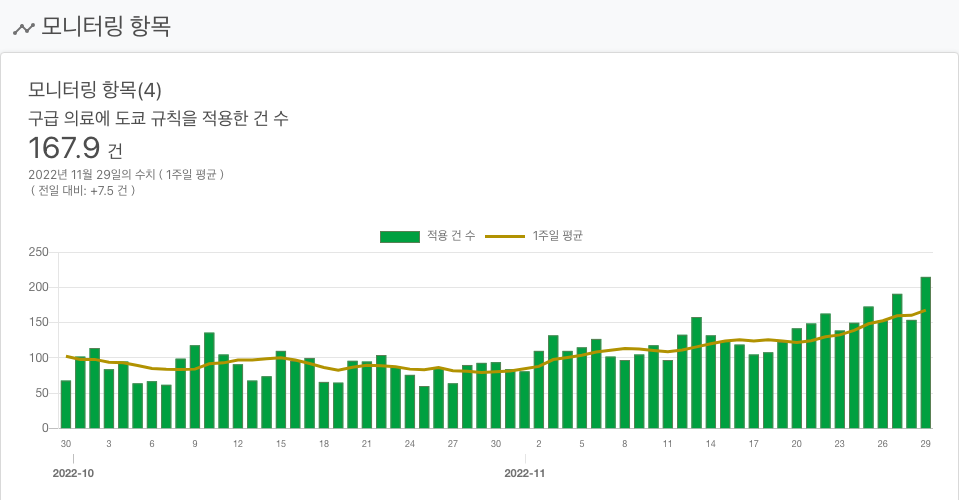 모니터링 항목
모니터링 항목(4)
구급 의료에 도쿄 규칙을 적용한 건 수
167.9 건
2022년 11월 29일의 수치 ( 1주일 평균 )
( 전일 대비: +7.5 건 )
적용 건 수 1주일 평균
250
200
150
100
50
0
30 3 6 9 12 15 18 21 24 27 30 2 5 8 11 14 17 20 23 26 29
2022-10 2022-11